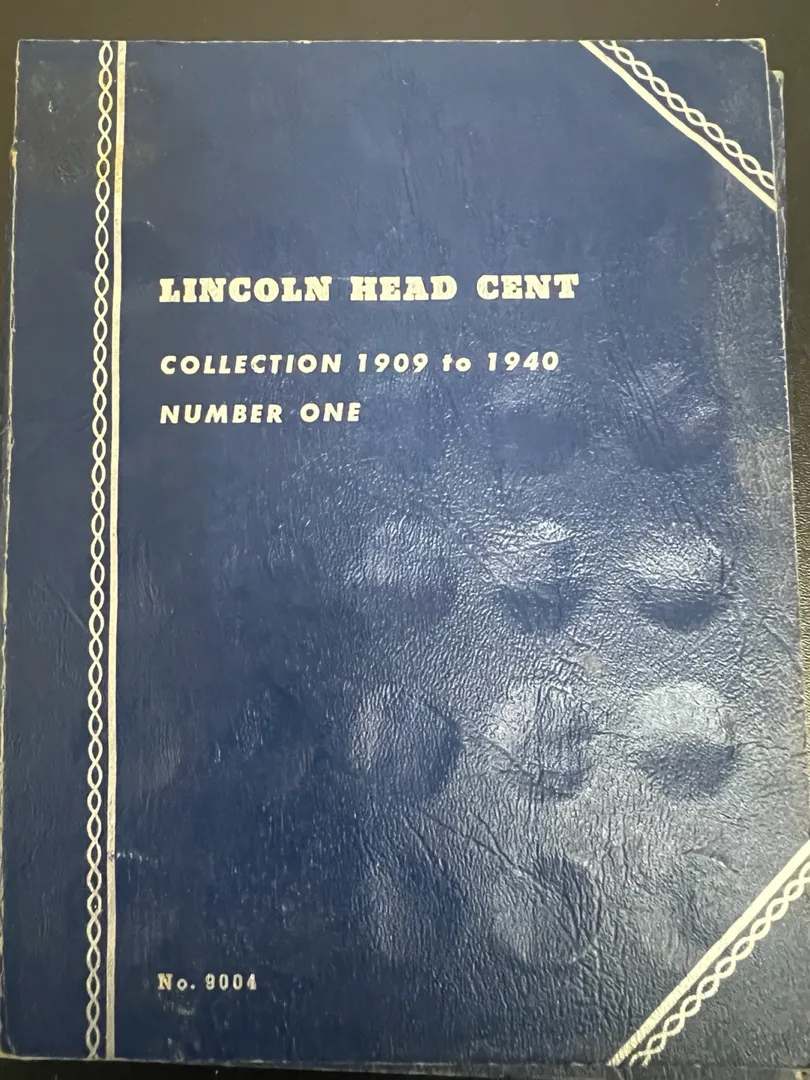 LINCOLN HEAD CENT
COLLECTION 1909 to 1940
NUMBER ONE
No. 9004